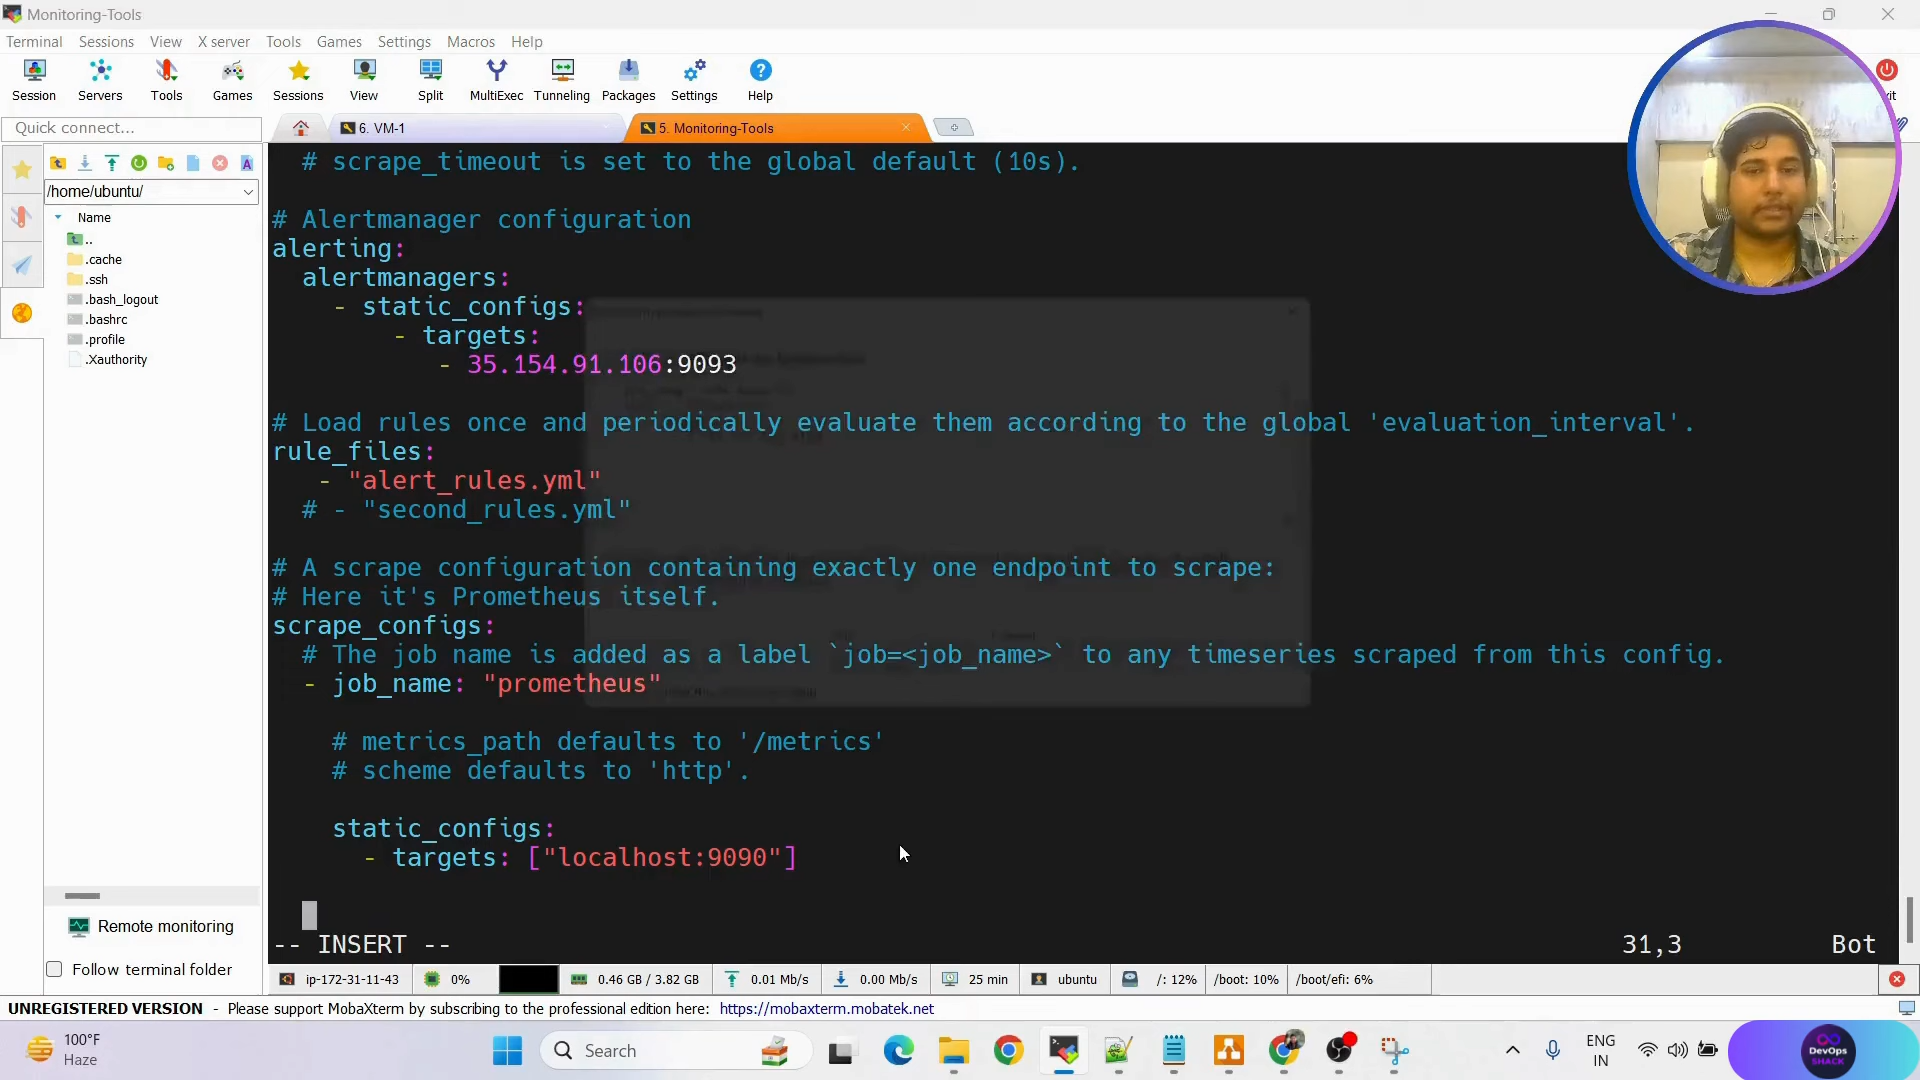 Monitoring-Tools
Terminal Sessions View X server Tools Games Settings Macros Help
Session Servers Tools Games Sessions View Split MultiExec Tunneling Packages Settings Help
Quick connect...
6. VM-1
5. Monitoring-Tools
/home/ubuntu/
Name
..
.cache
.ssh
.bash_logout
.bashrc
.profile
.Xauthority
# scrape_timeout is set to the global default (10s).
# Alertmanager configuration
alerting:
alertmanagers:
- static_configs:
- targets:
- 35.154.91.106:9093
# Load rules once and periodically evaluate them according to the global 'evaluation_interval'.
rule_files:
- "alert_rules.yml"
# - "second_rules.yml"
# A scrape configuration containing exactly one endpoint to scrape:
# Here it's Prometheus itself.
scrape_configs:
# The job name is added as a label `job=<job_name>` to any timeseries scraped from this config.
- job_name: "prometheus"
# metrics_path defaults to '/metrics'
# scheme defaults to 'http'.
static_configs:
- targets: ["localhost:9090"]
-- INSERT --
31,3
Bot
Remote monitoring
Follow terminal folder
ip-172-31-11-43 0% 0.46 GB / 3.82 GB 0.01 Mb/s 0.00 Mb/s 25 min ubuntu /: 12% /boot: 10% /boot/efi: 6%
UNREGISTERED VERSION - Please support MobaXterm by subscribing to the professional edition here: https://mobaxterm.mobatek.net
100°F
Haze
Search
ENG
IN
DevOps
SHACK